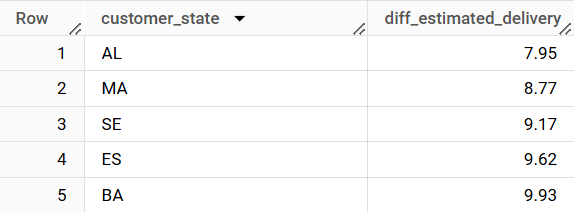 Row customer_state diff_estimated_delivery
1 AL 7.95
2 MA 8.77
3 SE 9.17
4 ES 9.62
5 BA 9.93